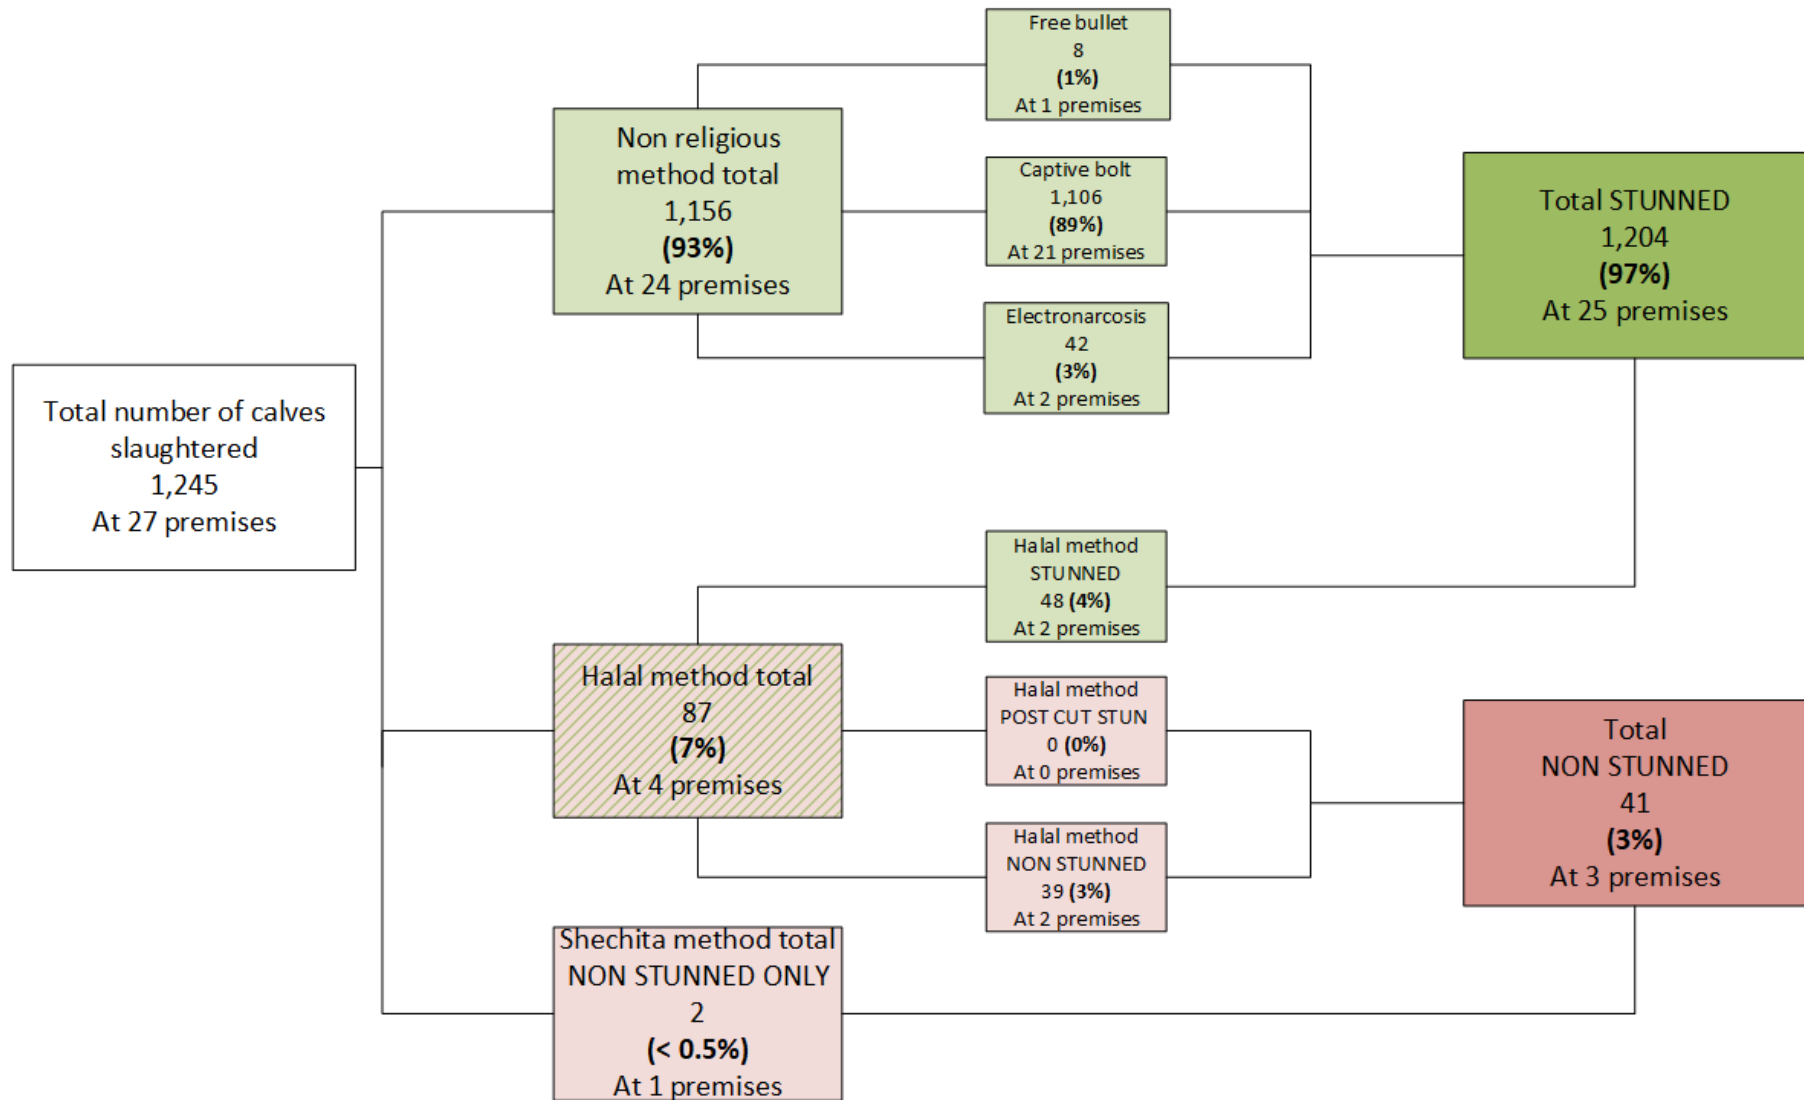 Total number of calves
slaughtered
1,245
At 27 premises
Non religious
method total
1,156
(93%)
At 24 premises
Free bullet
8
(1%)
At 1 premises
Captive bolt
1,106
(89%)
At 21 premises
Electronarcosis
42
(3%)
At 2 premises
Total STUNNED
1,204
(97%)
At 25 premises
Halal method total
87
(7%)
At 4 premises
Halal method
STUNNED
48 (4%)
At 2 premises
Halal method
POST CUT STUN
0 (0%)
At 0 premises
Halal method
NON STUNNED
39 (3%)
At 2 premises
Total
NON STUNNED
41
(3%)
At 3 premises
Shechita method total
NON STUNNED ONLY
2
(< 0.5%)
At 1 premises